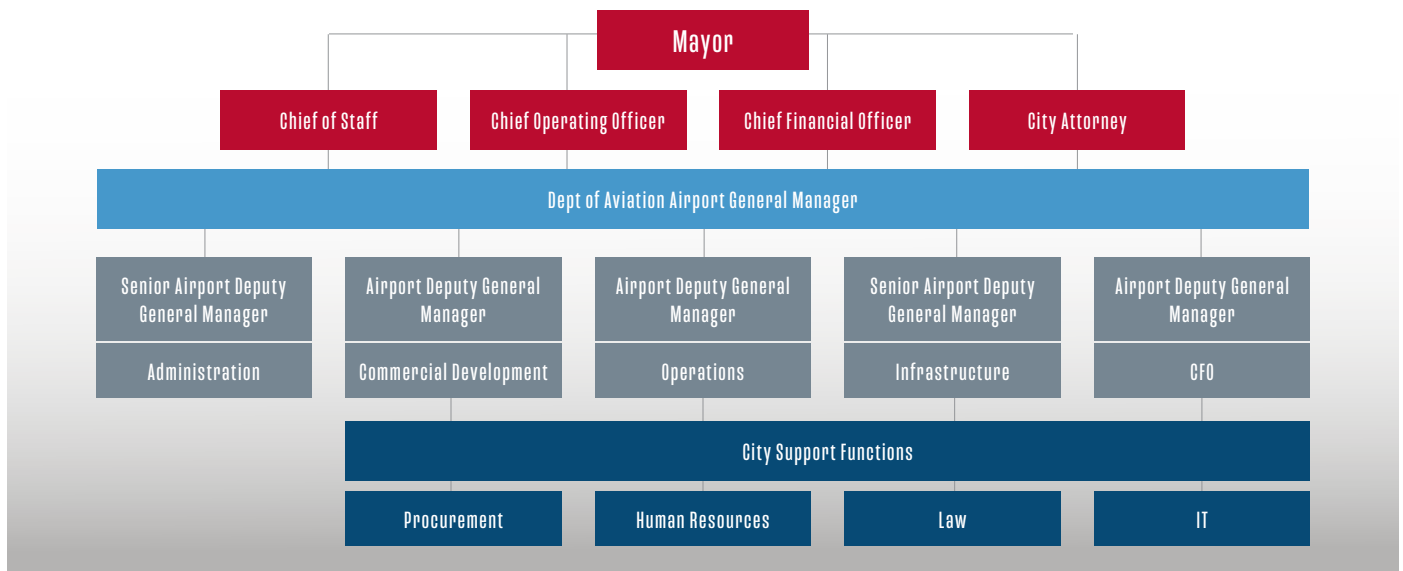 Mayor
Chief of Staff
Chief Operating Officer
Chief Financial Officer
City Attorney
Dept of Aviation Airport General Manager
Senior Airport Deputy
General Manager
Administration
Airport Deputy General
Manager
Commercial Development
Airport Deputy General
Manager
Operations
Senior Airport Deputy
General Manager
Infrastructure
Airport Deputy General
Manager
CFO
City Support Functions
Procurement
Human Resources
Law
IT